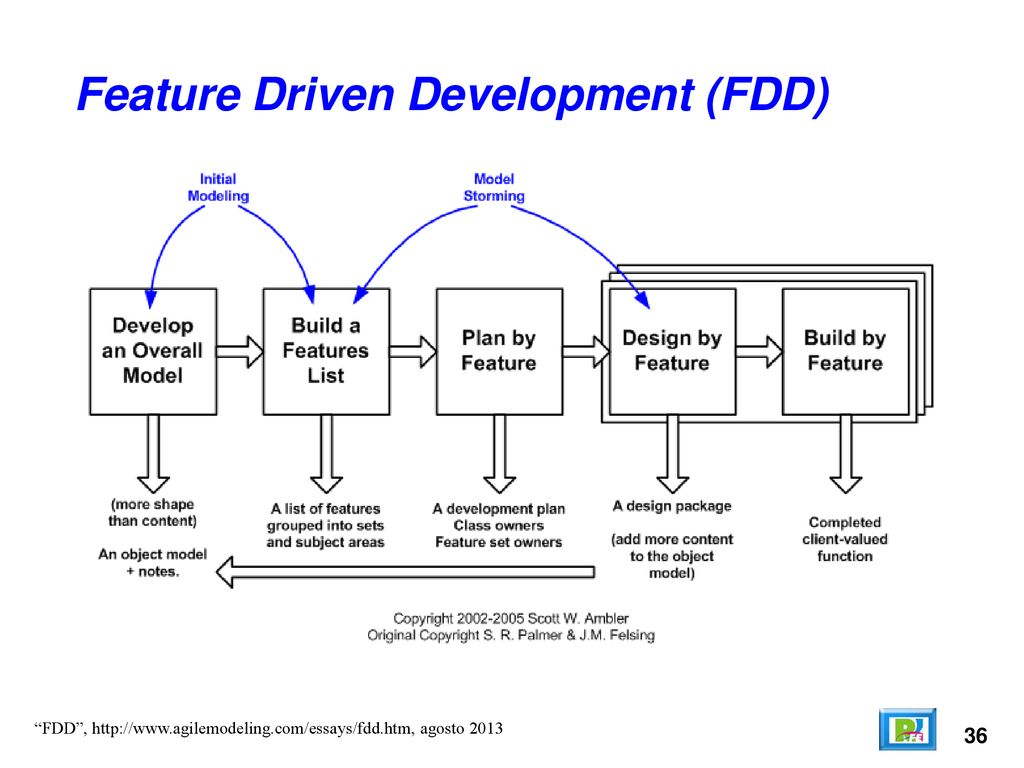 Feature Driven Development (FDD)
Initial
Modeling
Model
Storming
Develop
an Overall
Model
Build a
Features
List
Plan by
Feature
Design by
Feature
Build by
Feature
(more shape
than content)
An object model
+ notes.
A list of features
grouped into sets
and subject areas
A development plan
Class owners
Feature set owners
A design package
(add more content
to the object
model)
Completed
client-valued
function
Copyright 2002-2005 Scott W. Ambler
Original Copyright S. R. Palmer & J.M. Felsing
“FDD”, http://www.agilemodeling.com/essays/fdd.htm, agosto 2013
36